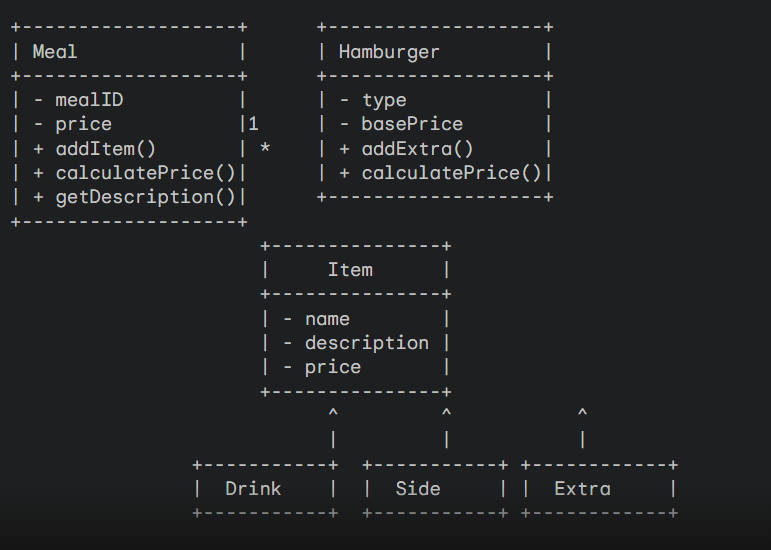 +-------------------+      +-------------------+
| Meal              |      | Hamburger         |
+-------------------+      +-------------------+
| - mealID          |      | - type            |
| - price           |1     | - basePrice       |
| + addItem()       | *    | + addExtra()      |
| + calculatePrice()|      | + calculatePrice()|
| + getDescription()|      +-------------------+
+-------------------+
                      +---------------+
                      |     Item      |
                      +---------------+
                      | - name        |
                      | - description |
                      | - price       |
                      +---------------+
                            ^         ^           ^
                            |         |           |
                +-----------+  +-----------+ +------------+
                |  Drink    |  |  Side     | |  Extra     |
                +-----------+  +-----------+ +------------+